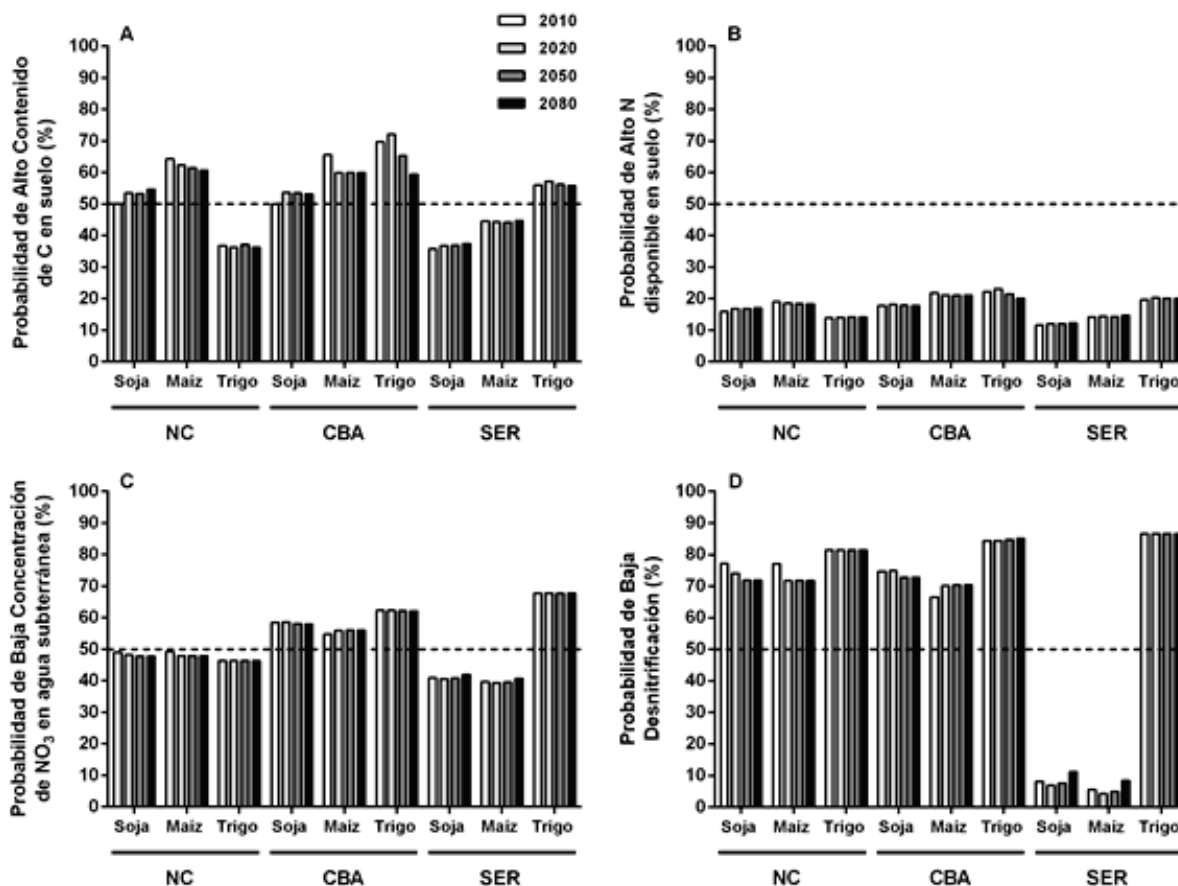 A
2010
2020
2050
2080
Probabilidad de Alto Contenido
de C en suelo (%)
100
90
80
70
60
50
40
30
20
10
0
Soja Maiz Trigo Soja Maiz Trigo Soja Maiz Trigo
NC CBA SER
B
Probabilidad de Alto N
disponible en suelo (%)
100
90
80
70
60
50
40
30
20
10
0
Soja Maiz Trigo Soja Maiz Trigo Soja Maiz Trigo
NC CBA SER
C
Probabilidad de Baja Concentración
de NO3 en agua subterránea (%)
100
90
80
70
60
50
40
30
20
10
0
Soja Maiz Trigo Soja Maiz Trigo Soja Maiz Trigo
NC CBA SER
D
Probabilidad de Baja
Desnitrificación (%)
100
90
80
70
60
50
40
30
20
10
0
Soja Maiz Trigo Soja Maiz Trigo Soja Maiz Trigo
NC CBA SER